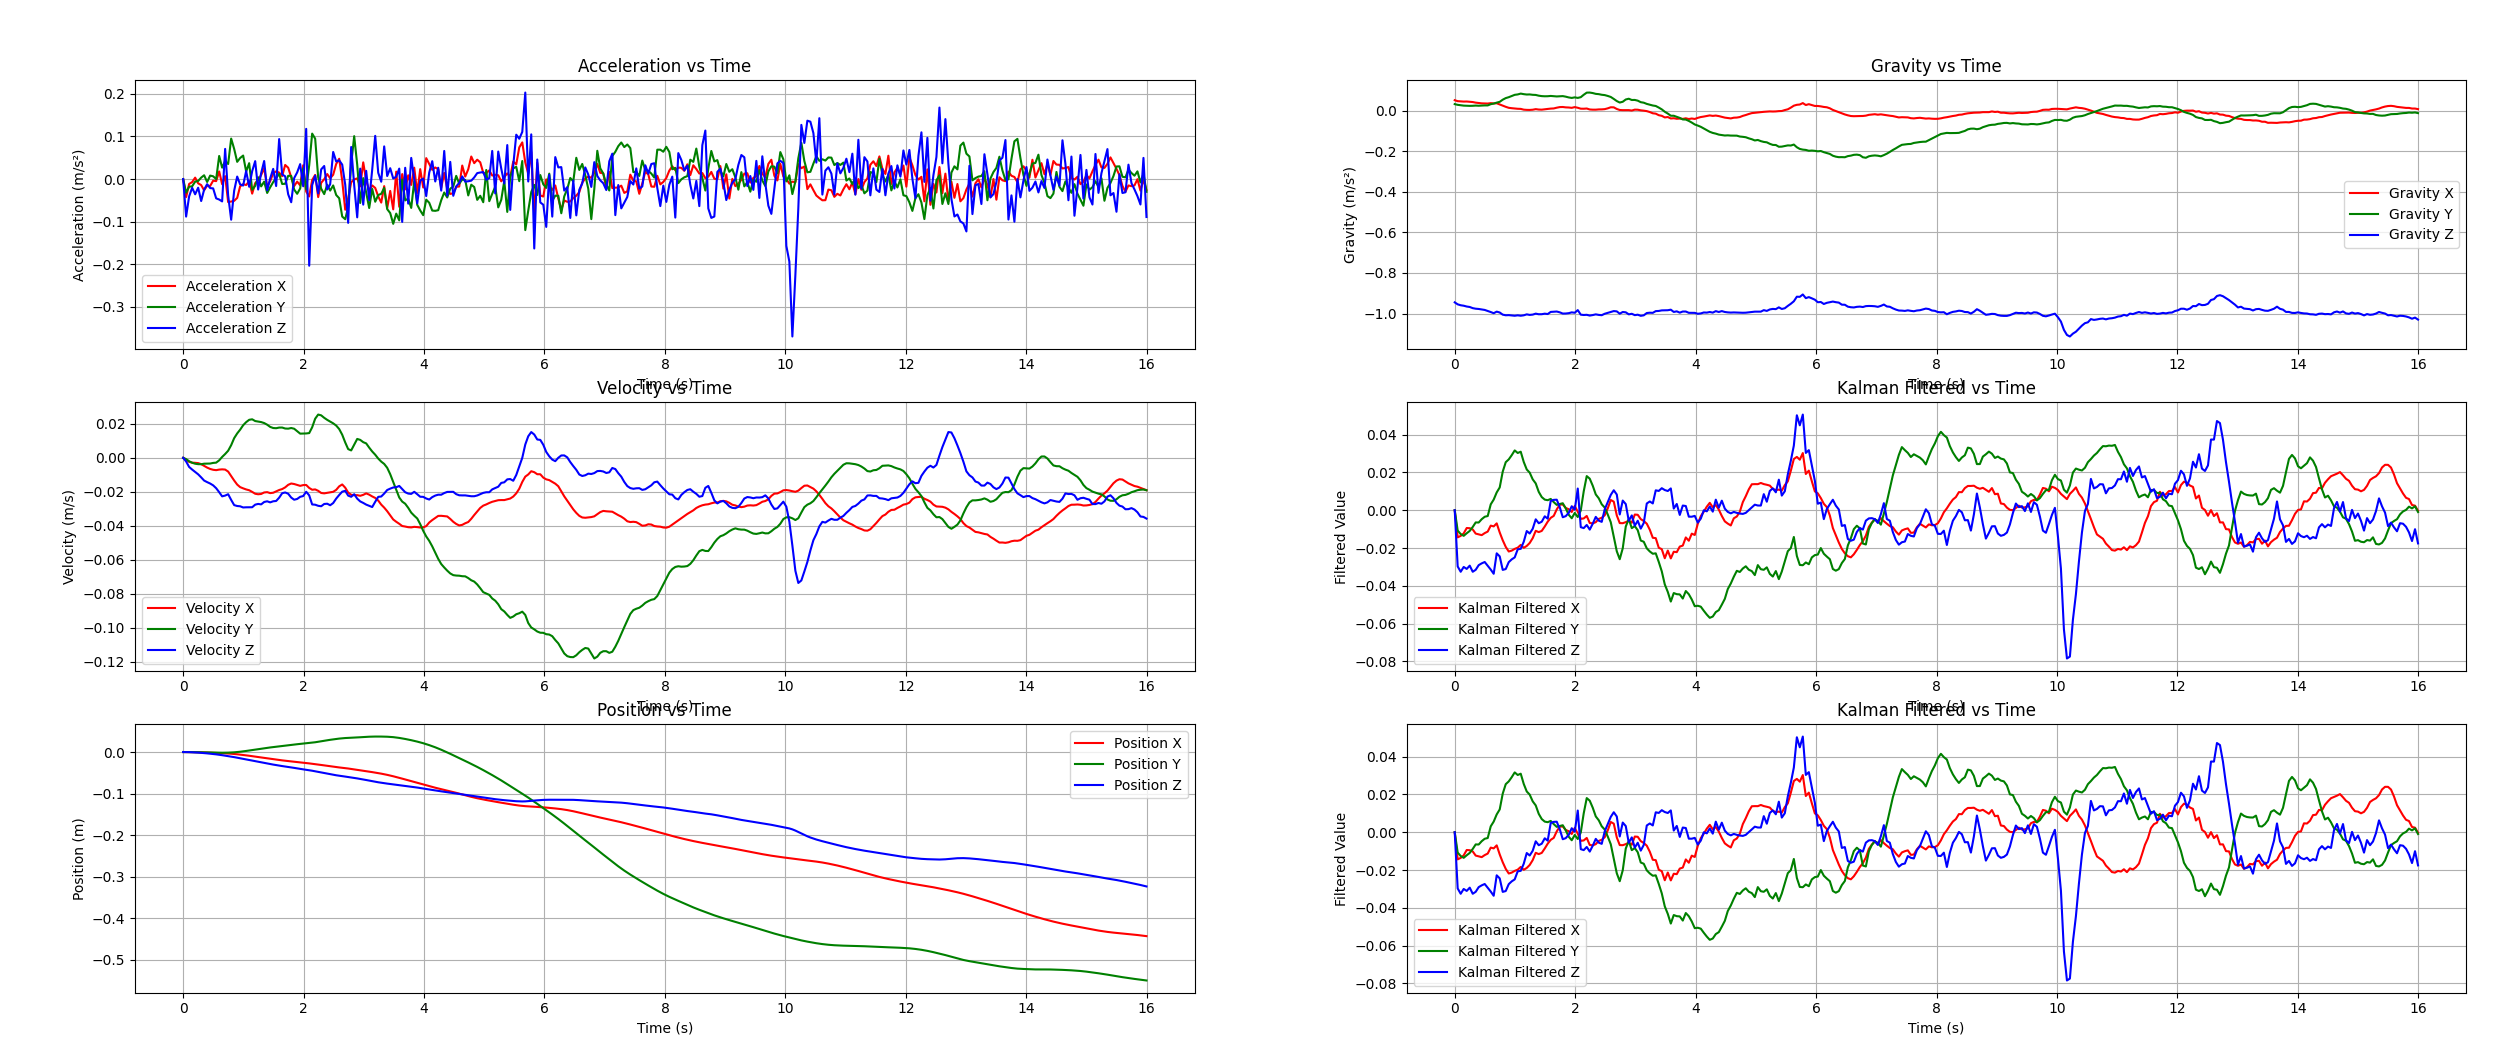 Acceleration vs Time
Acceleration (m/s²)
0.2
0.1
0.0
−0.1
−0.2
−0.3
Acceleration X
Acceleration Y
Acceleration Z
0 2 4 6 8 10 12 14 16
Time (s)
Gravity vs Time
Gravity (m/s²)
0.0
−0.2
−0.4
−0.6
−0.8
−1.0
Gravity X
Gravity Y
Gravity Z
0 2 4 6 8 10 12 14 16
Time (s)
Velocity vs Time
Velocity (m/s)
0.02
0.00
−0.02
−0.04
−0.06
−0.08
−0.10
−0.12
Velocity X
Velocity Y
Velocity Z
0 2 4 6 8 10 12 14 16
Time (s)
Kalman Filtered vs Time
Filtered Value
0.04
0.02
0.00
−0.02
−0.04
−0.06
−0.08
Kalman Filtered X
Kalman Filtered Y
Kalman Filtered Z
0 2 4 6 8 10 12 14 16
Time (s)
Position vs Time
Position (m)
0.0
−0.1
−0.2
−0.3
−0.4
−0.5
Position X
Position Y
Position Z
0 2 4 6 8 10 12 14 16
Time (s)
Kalman Filtered vs Time
Filtered Value
0.04
0.02
0.00
−0.02
−0.04
−0.06
−0.08
Kalman Filtered X
Kalman Filtered Y
Kalman Filtered Z
0 2 4 6 8 10 12 14 16
Time (s)